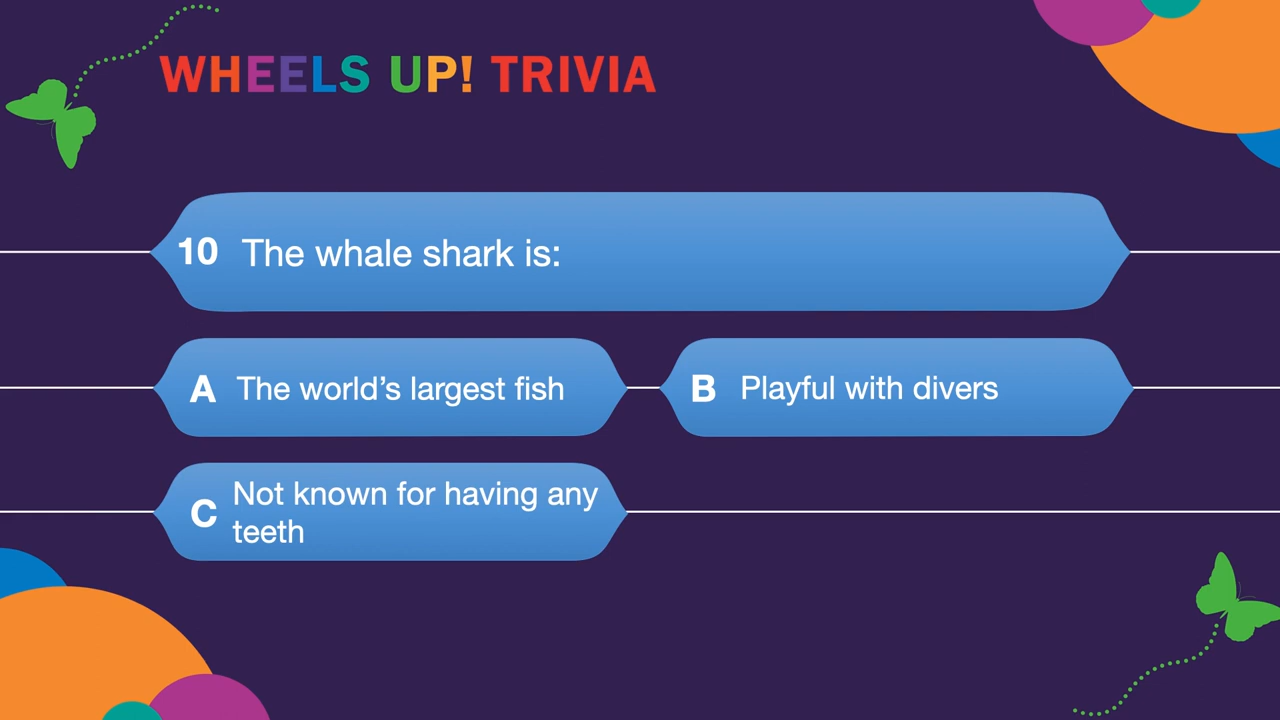 WHEELS UP! TRIVIA
10 The whale shark is:
A The world's largest fish
B Playful with divers
C Not known for having any
teeth